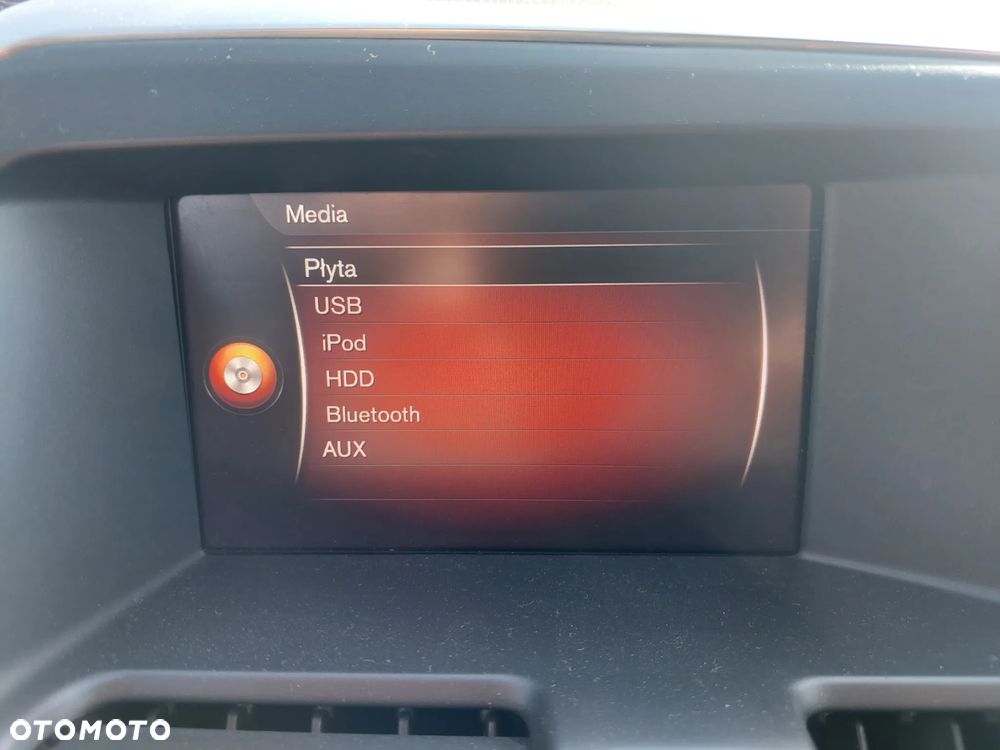 Media
Płyta
USB
iPod
HDD
Bluetooth
AUX
OTOMOTO